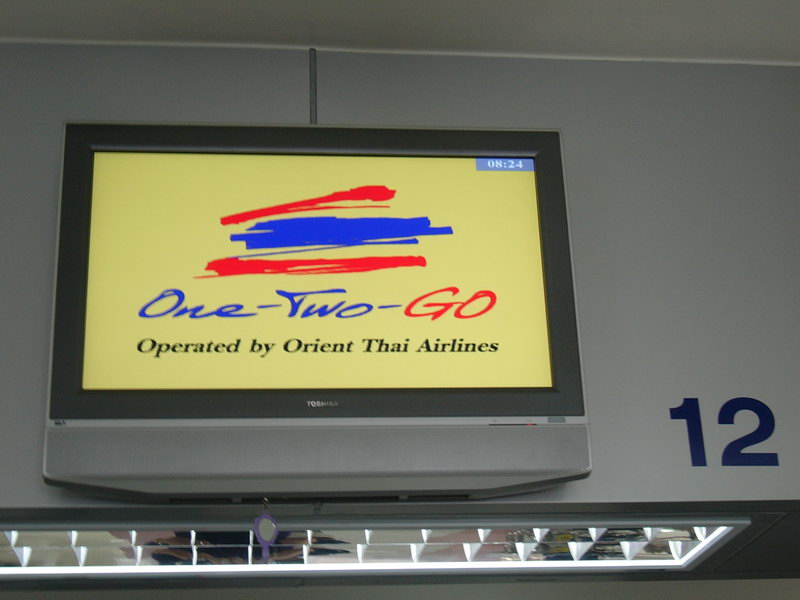 08:24
One-Two-GO
Operated by Orient Thai Airlines
TOSHIBA
12